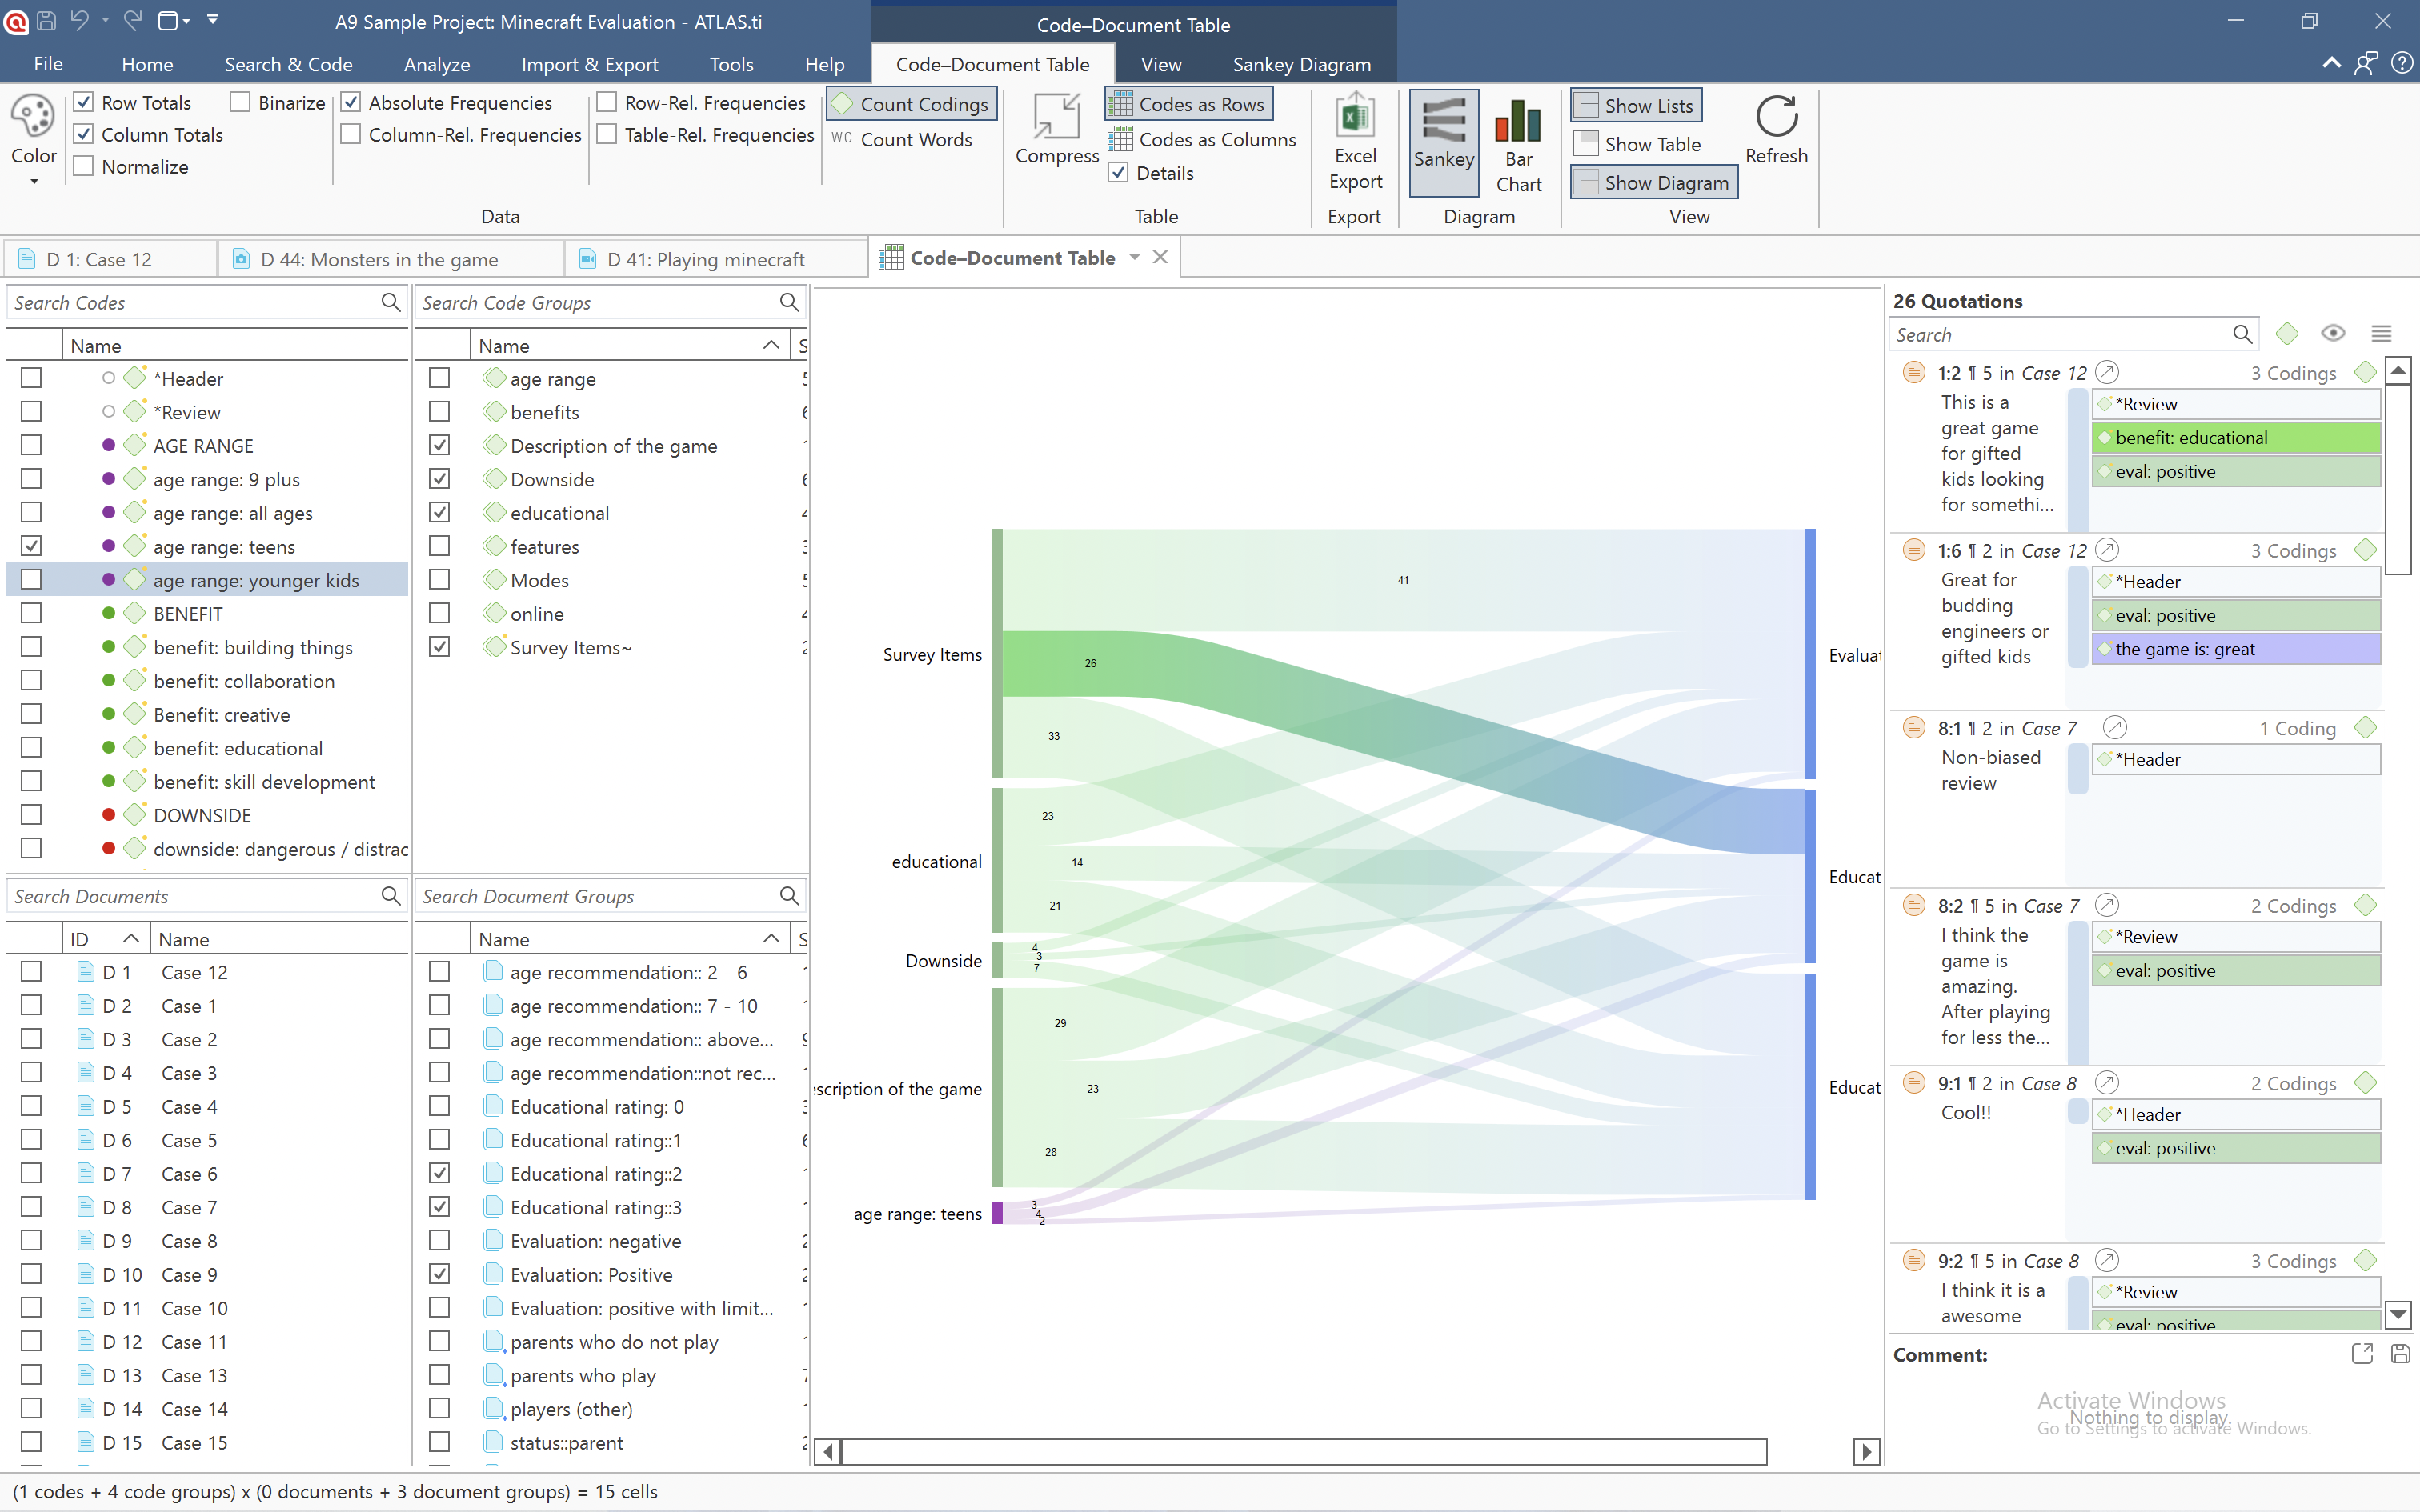 A9 Sample Project: Minecraft Evaluation - ATLAS.ti
Code–Document Table
File Home Search & Code Analyze Import & Export Tools Help Code–Document Table View Sankey Diagram
Color
Row Totals
Column Totals
Normalize
Binarize
Absolute Frequencies
Column-Rel. Frequencies
Row-Rel. Frequencies
Table-Rel. Frequencies
Count Codings
WC Count Words
Data
Compress
Codes as Rows
Codes as Columns
Details
Table
Excel Export
Export
Sankey
Bar Chart
Diagram
Show Lists
Show Table
Show Diagram
Refresh
View
D 1: Case 12
D 44: Monsters in the game
D 41: Playing minecraft
Code–Document Table
Search Codes
Name
*Header
*Review
AGE RANGE
age range: 9 plus
age range: all ages
age range: teens
age range: younger kids
BENEFIT
benefit: building things
benefit: collaboration
Benefit: creative
benefit: educational
benefit: skill development
DOWNSIDE
downside: dangerous / distrac
Search Code Groups
Name
age range
benefits
Description of the game
Downside
educational
features
Modes
online
Survey Items~
Search Documents
ID Name
D 1 Case 12
D 2 Case 1
D 3 Case 2
D 4 Case 3
D 5 Case 4
D 6 Case 5
D 7 Case 6
D 8 Case 7
D 9 Case 8
D 10 Case 9
D 11 Case 10
D 12 Case 11
D 13 Case 13
D 14 Case 14
D 15 Case 15
Search Document Groups
Name
age recommendation:: 2 - 6
age recommendation:: 7 - 10
age recommendation:: above...
age recommendation::not rec...
Educational rating: 0
Educational rating::1
Educational rating::2
Educational rating::3
Evaluation: negative
Evaluation: Positive
Evaluation: positive with limit...
parents who do not play
parents who play
players (other)
status::parent
Survey Items
educational
Downside
scription of the game
age range: teens
41
26
33
23
14
21
4
3
7
29
23
28
3
4
2
Evaluat
Educat
Educat
26 Quotations
Search
1:2 ¶ 5 in Case 12
3 Codings
This is a
great game
for gifted
kids looking
for somethi...
*Review
benefit: educational
eval: positive
1:6 ¶ 2 in Case 12
3 Codings
Great for
budding
engineers or
gifted kids
*Header
eval: positive
the game is: great
8:1 ¶ 2 in Case 7
1 Coding
Non-biased
review
*Header
8:2 ¶ 5 in Case 7
2 Codings
I think the
game is
amazing.
After playing
for less the...
*Review
eval: positive
9:1 ¶ 2 in Case 8
2 Codings
Cool!!
*Header
eval: positive
9:2 ¶ 5 in Case 8
3 Codings
I think it is a
awesome
*Review
eval: positive
Comment:
Nothing to display.
Activate Windows
Go to Settings to activate Windows.
(1 codes + 4 code groups) x (0 documents + 3 document groups) = 15 cells